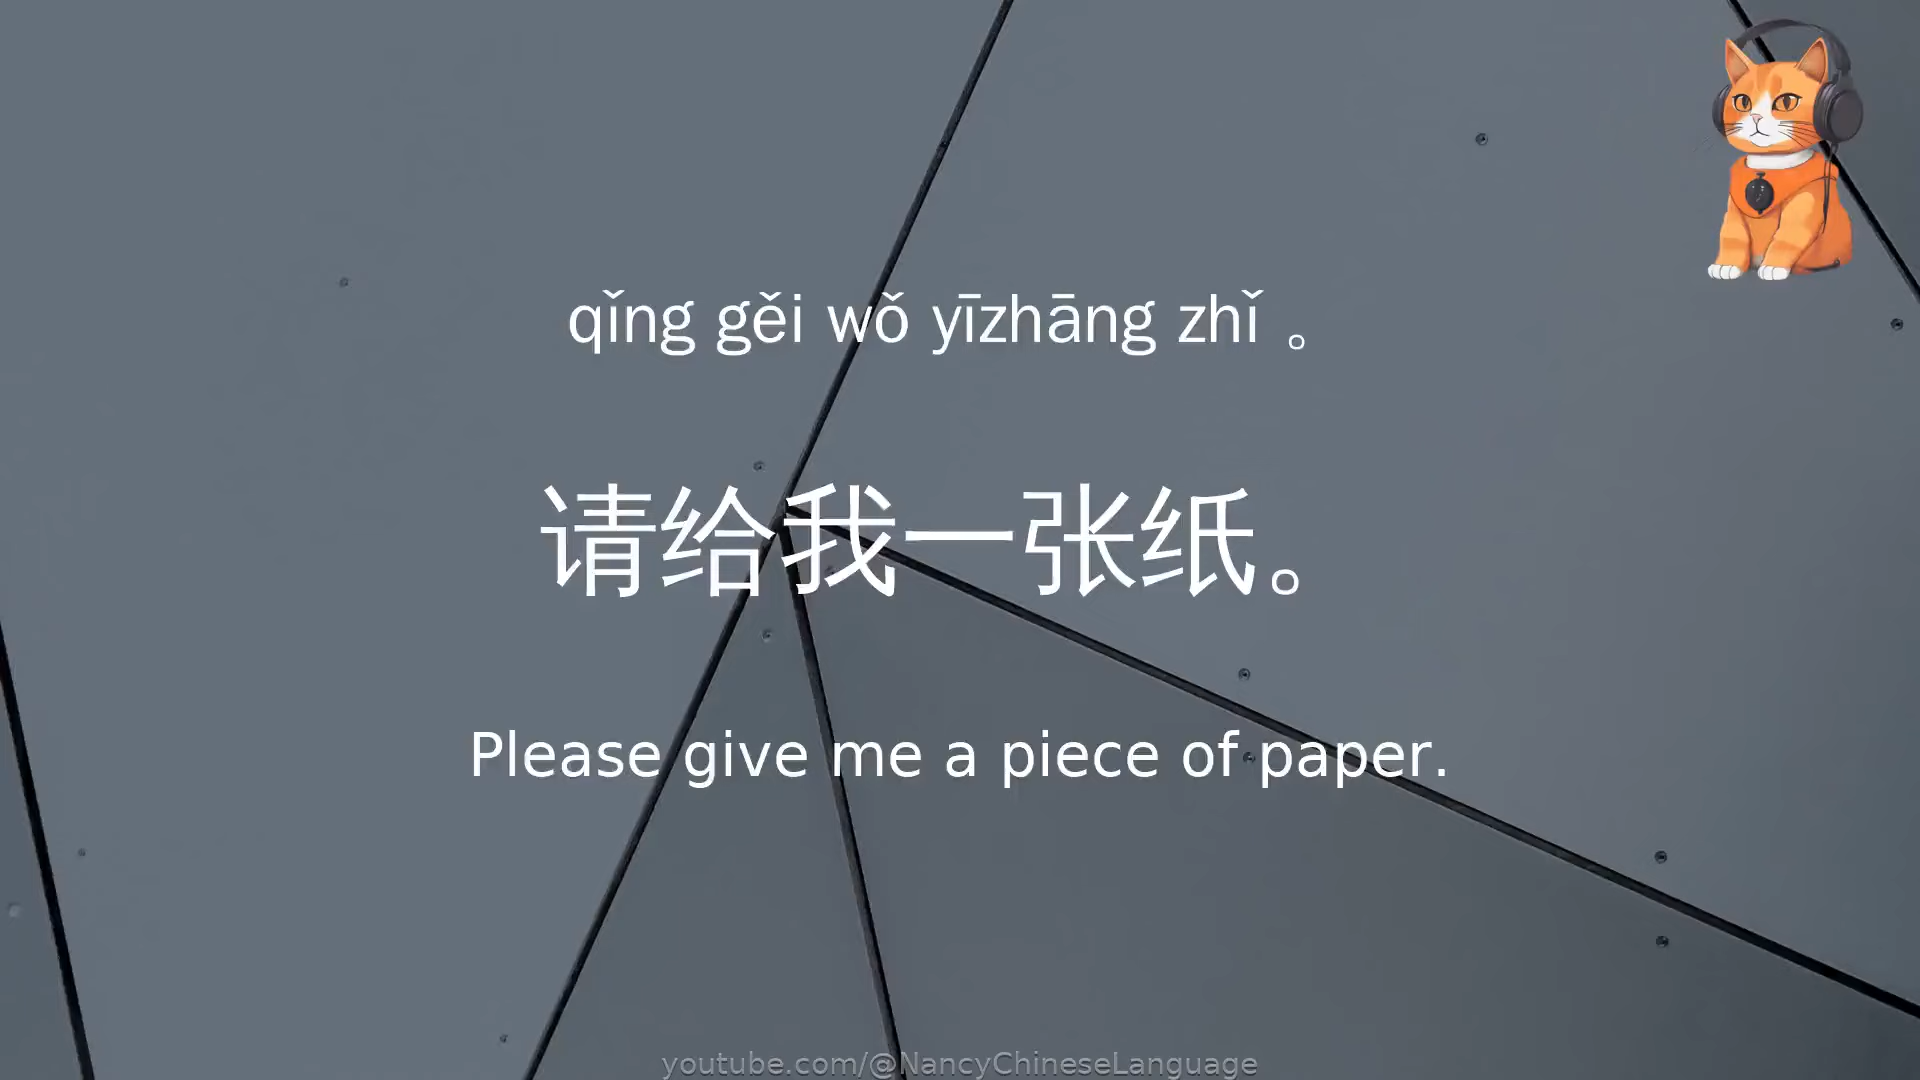 qǐng gěi wǒ yīzhāng zhǐ 。
请给我一张纸。
Please give me a piece of paper.
youtube.com/@NancyChineseLanguage